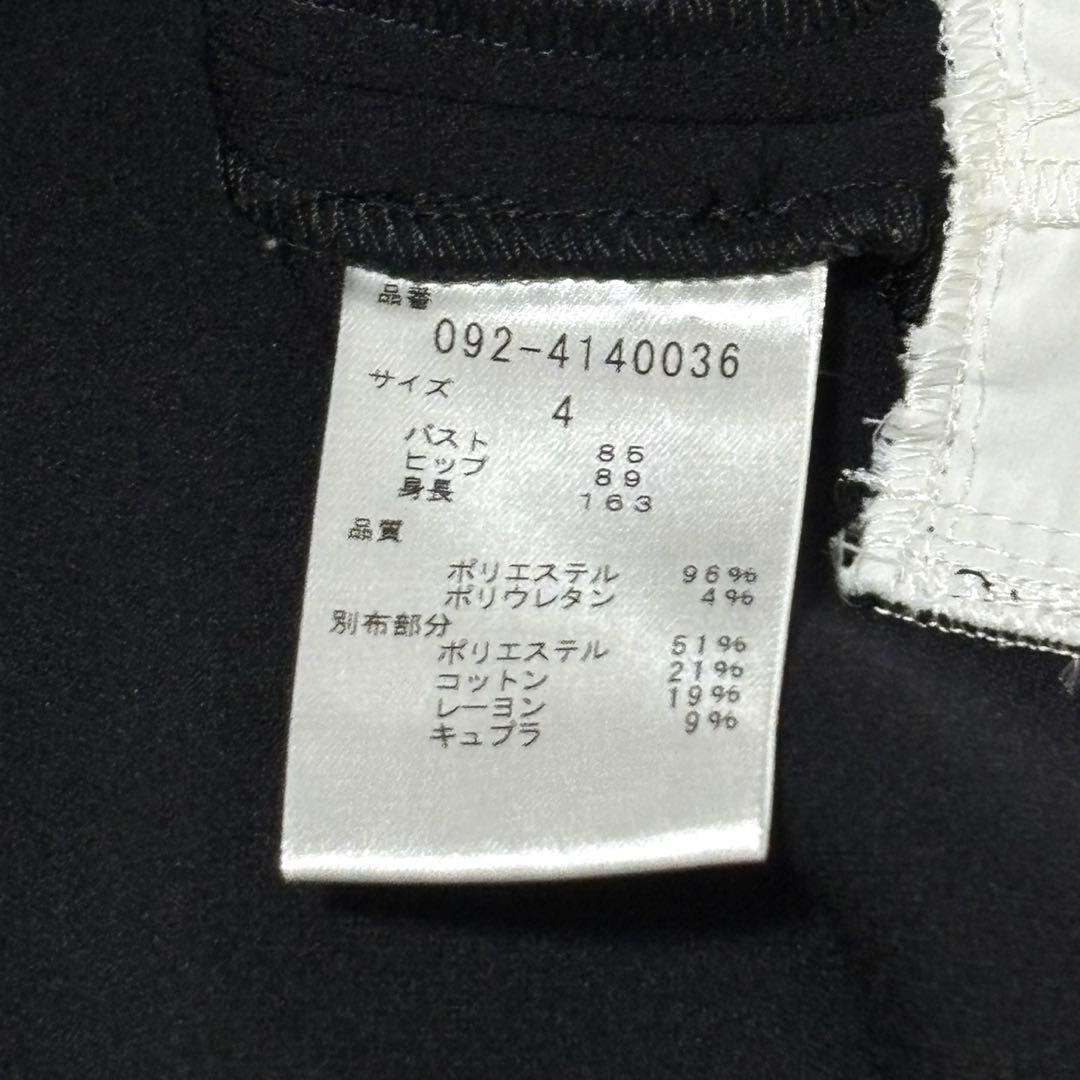 品番
092-4140036
サイズ
4
バスト 85
ヒップ 89
身長 163
品質
ポリエステル 96%
ポリウレタン 4%
別布部分
ポリエステル 51%
コットン 21%
レーヨン 19%
キュプラ 9%